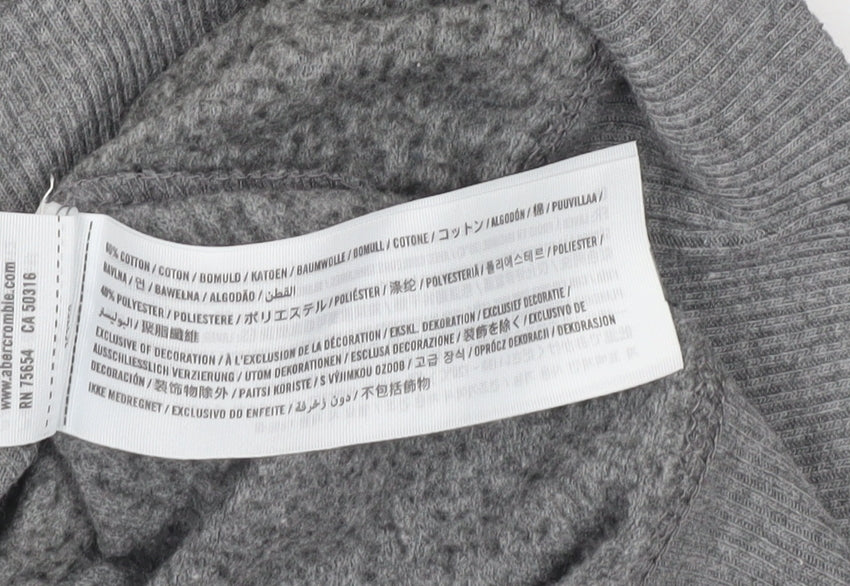 www.abercrombie.com
RN 75654 CA 50316
60% COTTON / COTON / BOMULD / KATOEN / BAUMWOLLE / BOMULL / COTONE / コットン / ALGODÓN / 棉 / PUUVILLA /
BAVLNA / 면 / BAWEŁNA / ALGODÃO / القطن /
40% POLYESTER / POLIESTERE / ポリエステル / POLIÉSTER / 涤纶 / POLYESTERIÄ / 폴리에스테르 / POLIESTER /
البوليستر / 聚脂纖維
EXCLUSIVE OF DECORATION / À L'EXCLUSION DE LA DÉCORATION / EKSKL. DEKORATION / EXCLUSIEF DECORATIE /
AUSSCHLIESSLICH VERZIERUNG / UTOM DEKORATIONEN / ESCLUSA DECORAZIONE / 装飾を除く / EXCLUSIVO DE
DECORACIÓN / 装饰物除外 / PAITSI KORISTE / S VÝJIMKOU OZDOB / 고급 장식 / OPRÓCZ DEKORACJI / DEKORASJON
IKKE MEDREGNET / EXCLUSIVO DO ENFEITE / دون زخرفة / 不包括飾物